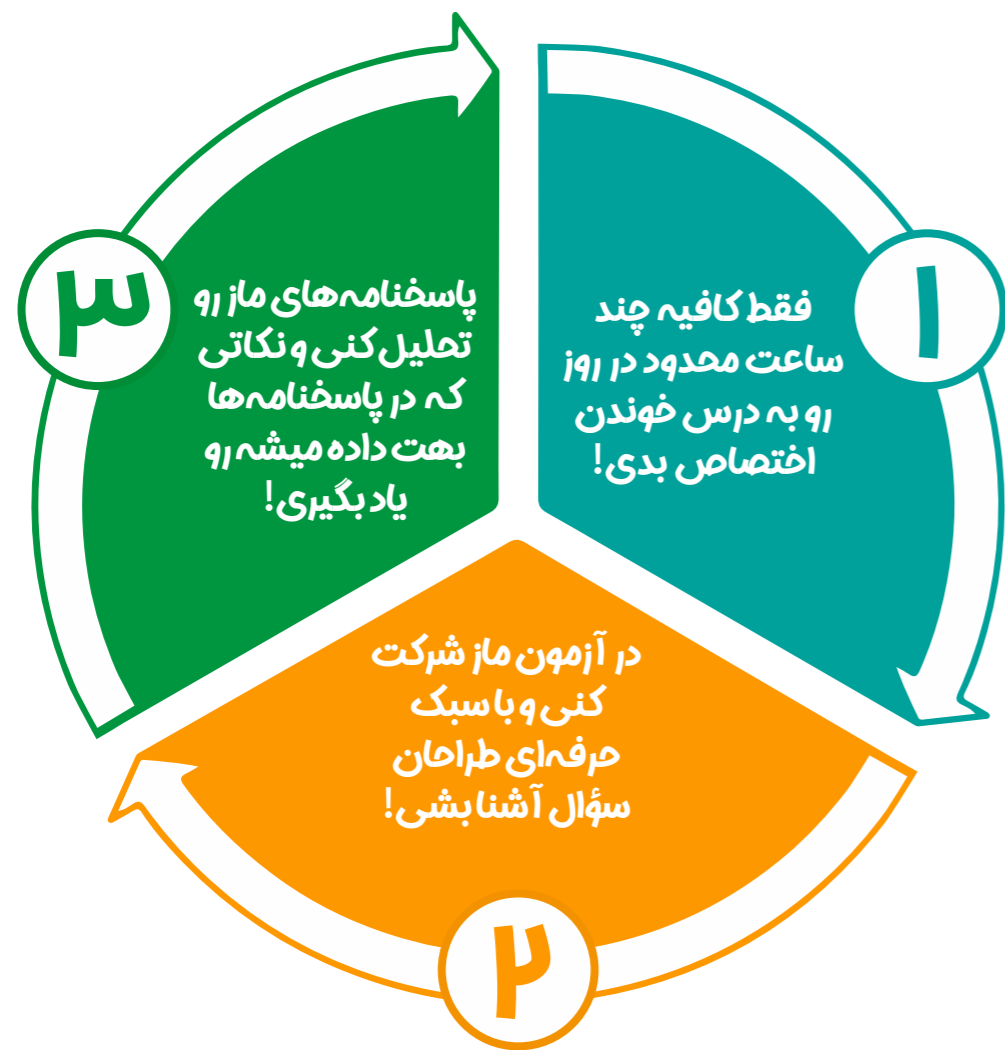 ۱
فقط کافیه چند
ساعت محدود در روز
رو به درس خوندن
اختصاص بدی!
۲
در آزمون ماز شرکت
کنی و با سبک
حرفه‌ای طراحان
سؤال آشنا بشی!
۳
پاسخنامه‌های ماز رو
تحلیل کنی و نکاتی
که در پاسخنامه‌ها
بهت داده میشه رو
یاد بگیری!